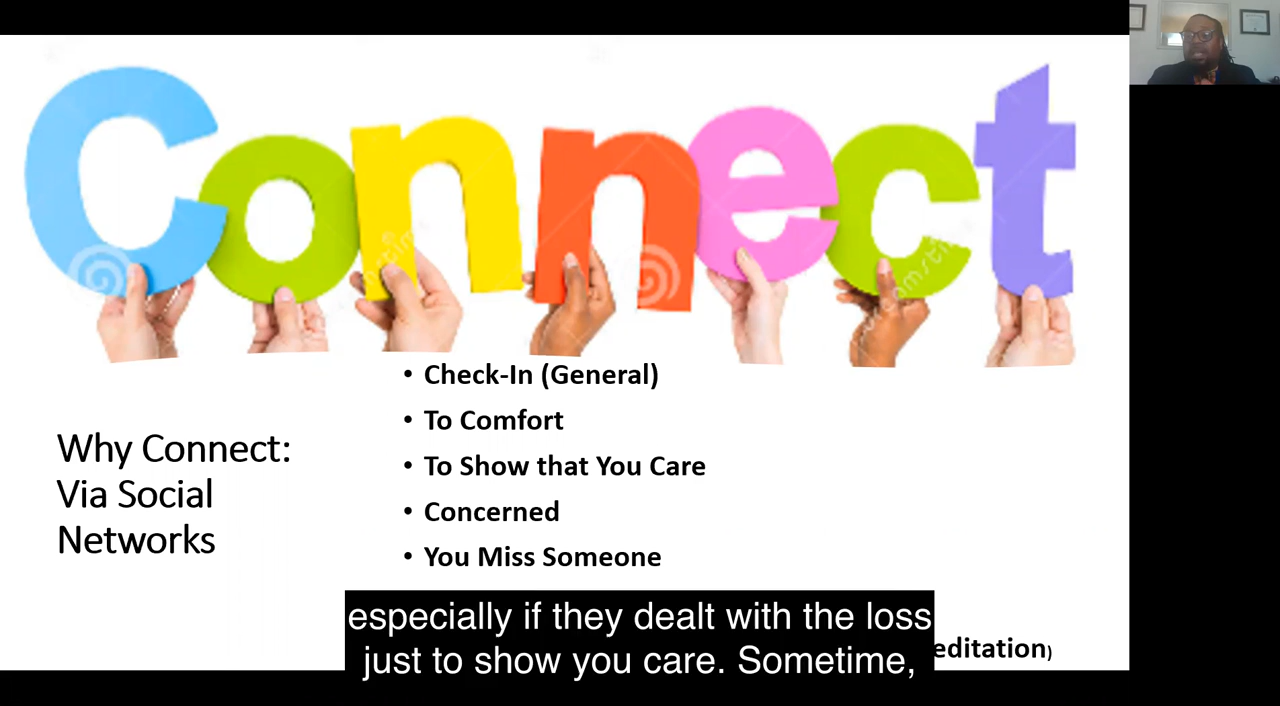 Connect
• Check-In (General)
• To Comfort
• To Show that You Care
• Concerned
• You Miss Someone
Why Connect:
Via Social
Networks
editation)
especially if they dealt with the loss
just to show you care. Sometime,